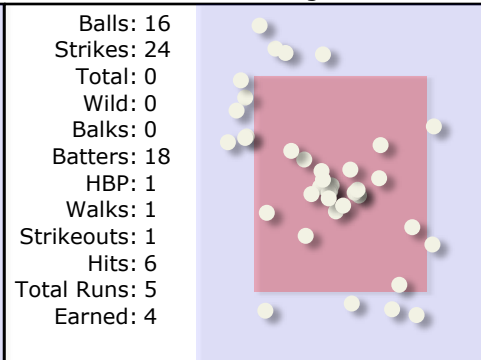 Balls: 16
Strikes: 24
Total: 0
Wild: 0
Balks: 0
Batters: 18
HBP: 1
Walks: 1
Strikeouts: 1
Hits: 6
Total Runs: 5
Earned: 4